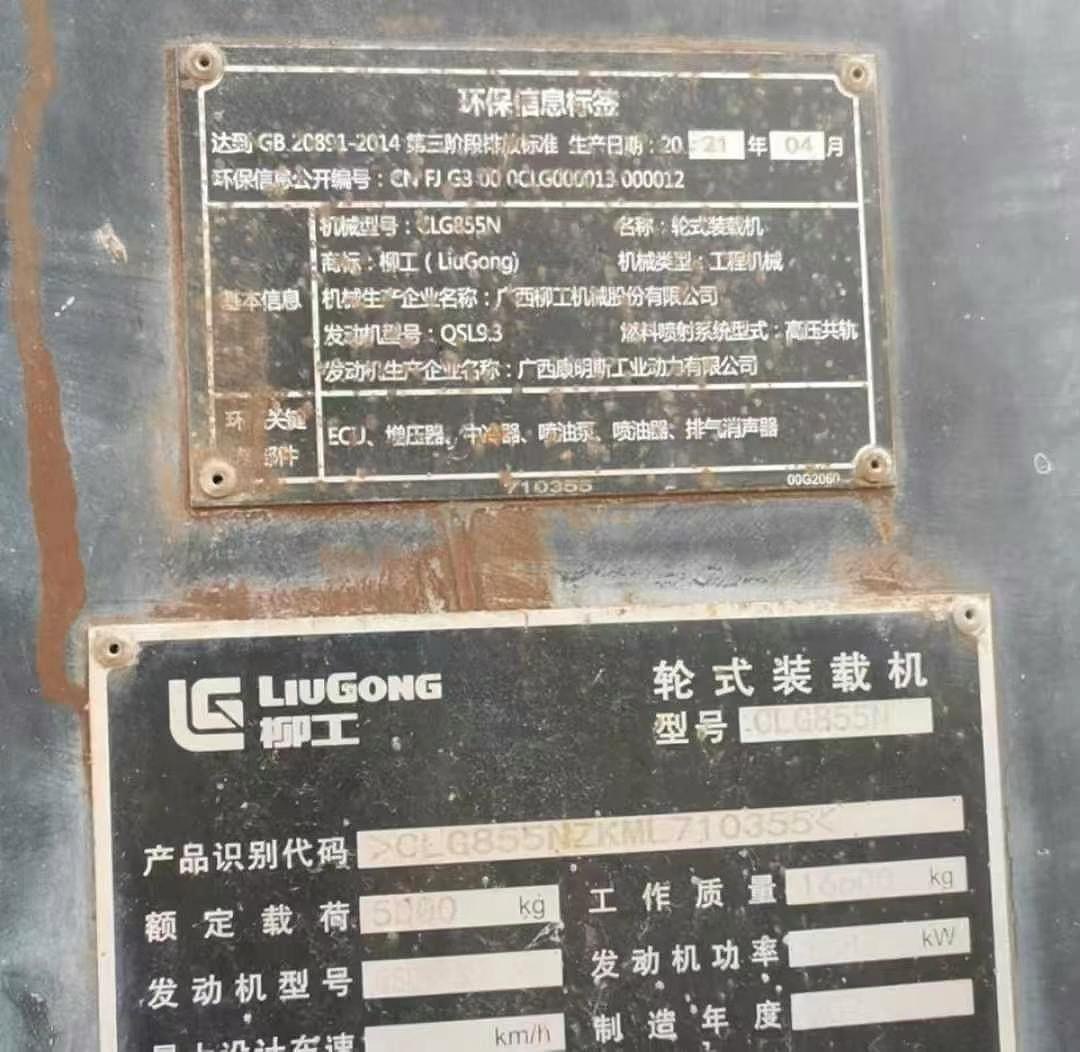 环保信息标签
达到 GB 20891-2014 第三阶段排放标准 生产日期：20 21 年 04 月
环保信息公开编号：CN FJ G3 00 0CLG000013 000012
基本信息
机械型号：CLG855N 名称：轮式装载机
商标：柳工（LiuGong） 机械类型：工程机械
机械生产企业名称：广西柳工机械股份有限公司
发动机型号：QSL9.3 燃料喷射系统型式：高压共轨
发动机生产企业名称：广西康明斯工业动力有限公司
环 关键
部件
ECU、增压器、中冷器、喷油泵、喷油器、排气消声器
710355
00G2060
LG LIUGONG
柳工
轮式装载机
型号 CLG855N
产品识别代码 >CLG855NZKML710355<
额定载荷 5000 kg 工作质量 kg
发动机型号 发动机功率 kW
最大设计车速 km/h 制造年度